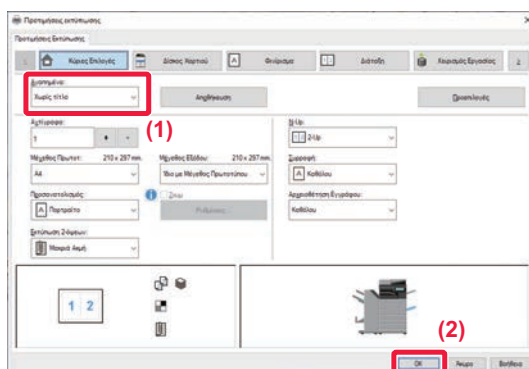 Προτιμήσεις εκτύπωσης
Προτιμήσεις Εκτύπωσης
Κύριες Επιλογές Δίσκος Χαρτιού Φινίρισμα Διάταξη Χειρισμός Εργασίας
Αγαπημένα:
Χωρίς τίτλο Αποθήκευση Προεπιλογές
(1)
Αντίγραφα: N-Up:
1 + - 2-Up
Μέγεθος Πρωτοτ: 210 x 297 mm. Μέγεθος Εξόδου: 210 x 297 mm. Συρραφή:
A4 Ίδιο με Μέγεθος Πρωτοτύπου Καθόλου
Προσανατολισμός: Ζουμ Αρχειοθέτηση Εγγράφου:
Πορτραίτο Ρυθμίσεις... Καθόλου
Εκτύπωση 2-όψεων:
Μακριά Ακμή
1 2
(2)
OK Άκυρο Βοήθεια